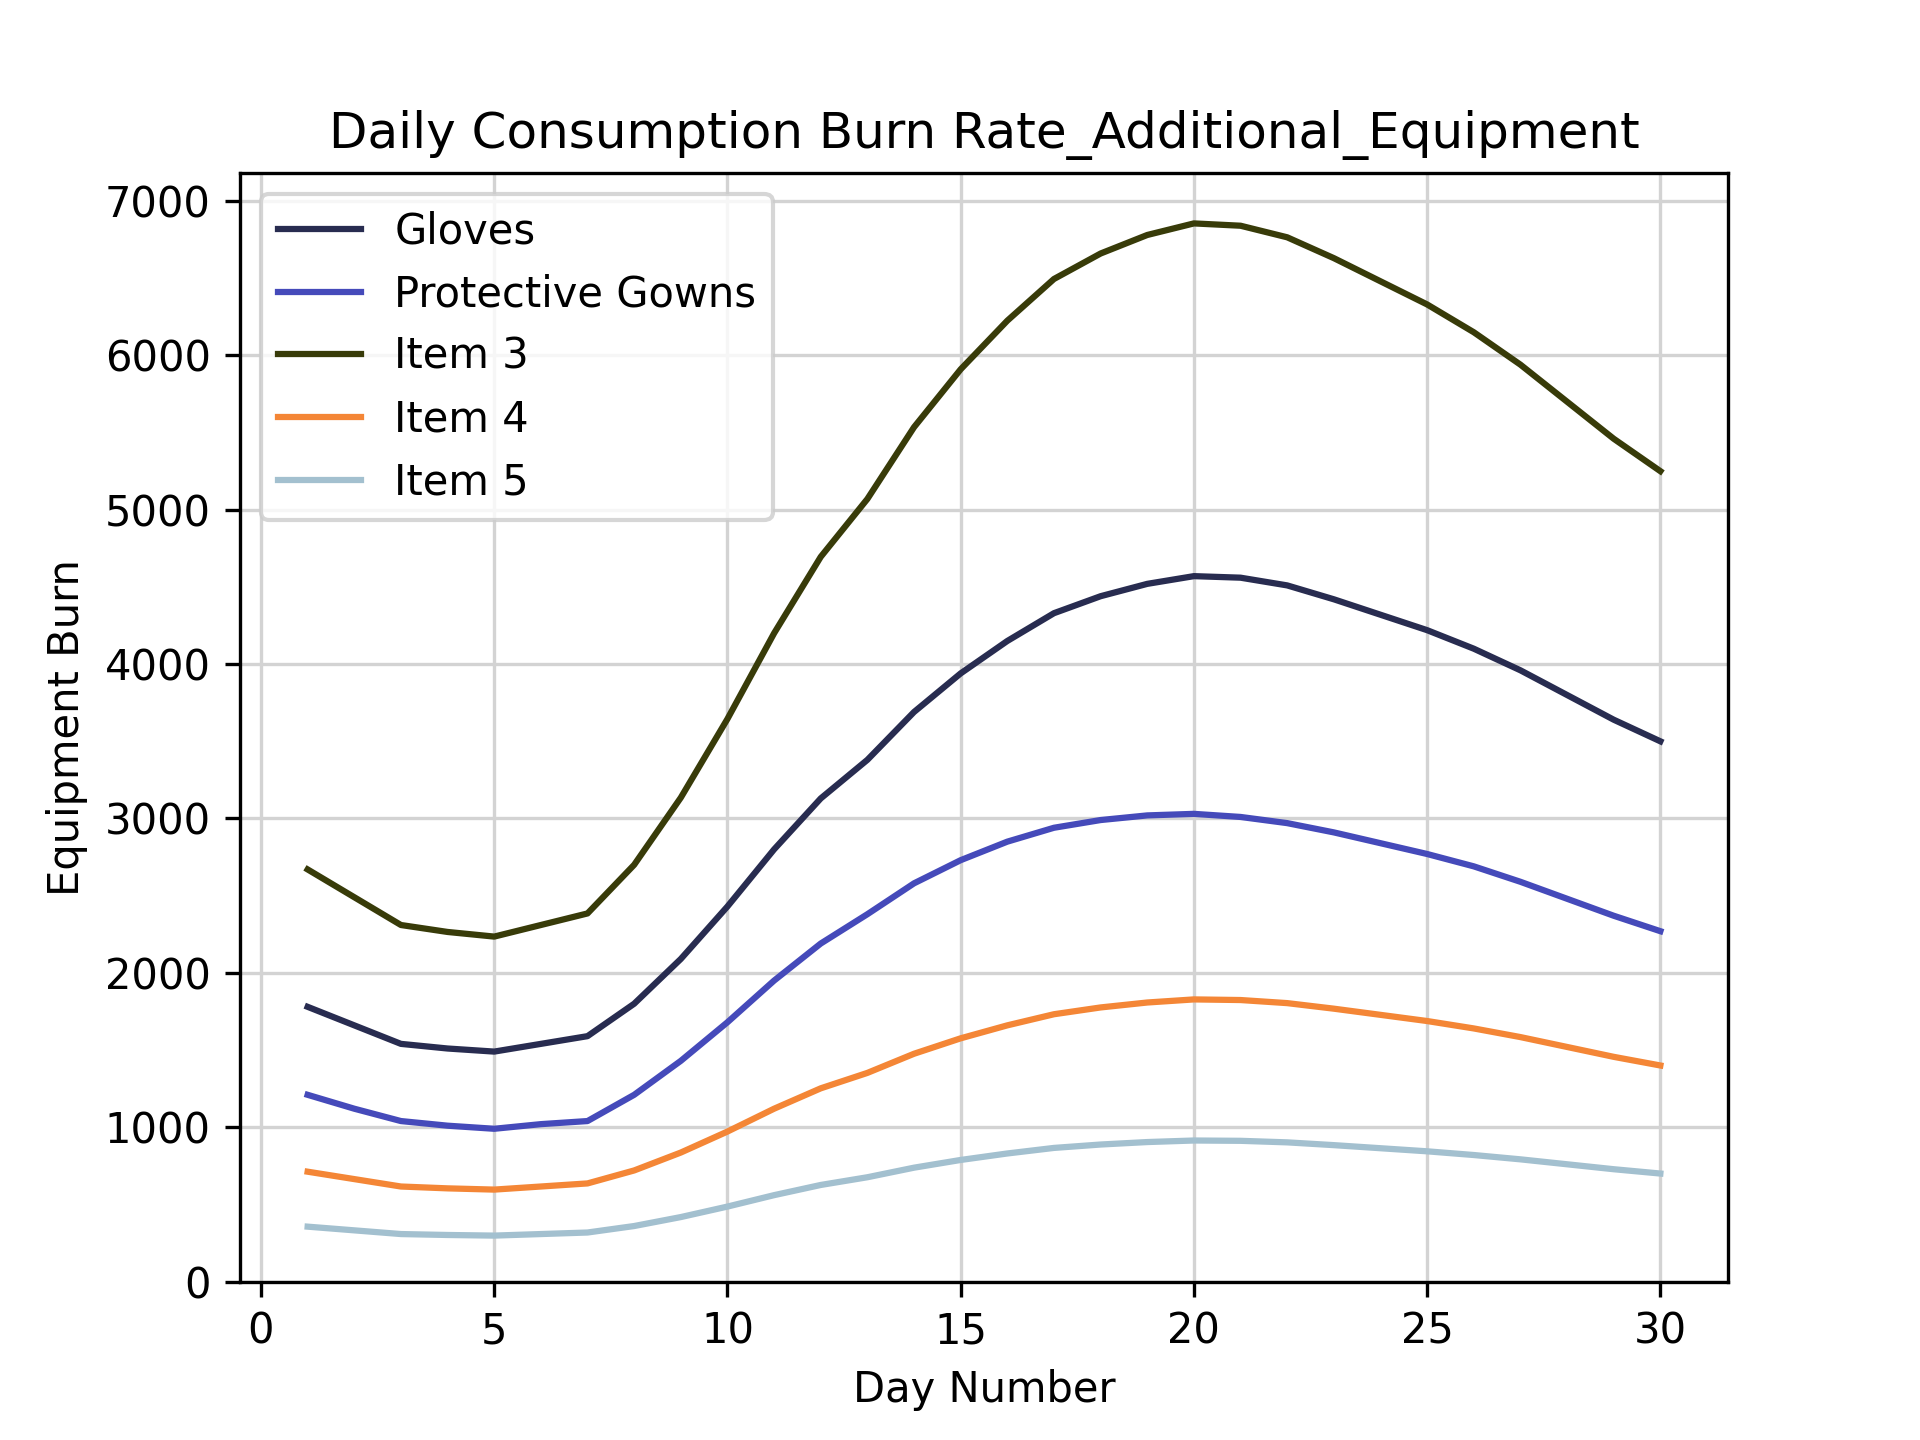 Daily Consumption Burn Rate_Additional_Equipment
7000
6000
5000
4000
3000
2000
1000
0
Equipment Burn
Gloves
Protective Gowns
Item 3
Item 4
Item 5
0 5 10 15 20 25 30
Day Number